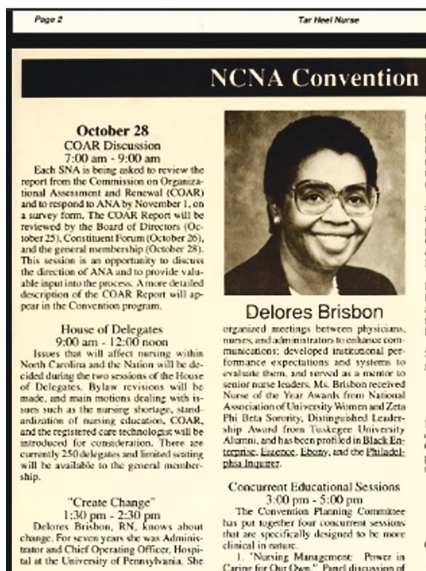 Page 2
Tar Heel Nurse
NCNA Convention
October 28
COAR Discussion
7:00 am - 9:00 am
Each SNA is being asked to review the
report from the Commission on Organiza-
tional Assessment and Renewal (COAR)
and to respond to ANA by November 1, on
a survey form. The COAR Report will be
reviewed by the Board of Directors (Oc-
tober 25), Constituent Forum (October 26),
and the general membership (October 28).
This session is an opportunity to discuss
the direction of ANA and to provide valu-
able input into the process. A more detailed
description of the COAR Report will ap-
pear in the Convention program.
House of Delegates
9:00 am - 12:00 noon
Issues that will affect nursing within
North Carolina and the Nation will be de-
cided during the two sessions of the House
of Delegates. Bylaw revisions will be
made, and main motions dealing with is-
sues such as the nursing shortage, stand-
ardization of nursing education, COAR,
and the registered care technologist will be
introduced for consideration. There are
currently 250 delegates and limited seating
will be available to the general member-
ship.
"Create Change"
1:30 pm - 2:30 pm
Delores Brisbon, RN, knows about
change. For seven years she was Adminis-
trator and Chief Operating Officer, Hospi-
tal at the University of Pennsylvania. She
Delores Brisbon
organized meetings between physicians,
nurses, and administrators to enhance com-
munications; developed institutional per-
formance expectations and systems to
evaluate them, and served as a mentor to
senior nurse leaders. Ms. Brisbon received
Nurse of the Year Awards from National
Association of University Women and Zeta
Phi Beta Sorority, Distinguished Leader-
ship Award from Tuskegee University
Alumni, and has been profiled in Black En-
terprise, Essence, Ebony, and the Philadel-
phia Inquirer.
Concurrent Educational Sessions
3:00 pm - 5:00 pm
The Convention Planning Committee
has put together four concurrent sessions
that are specifically designed to be more
clinical in nature.
1. "Nursing Management: Power in
Caring for Our Own." Panel discussion of